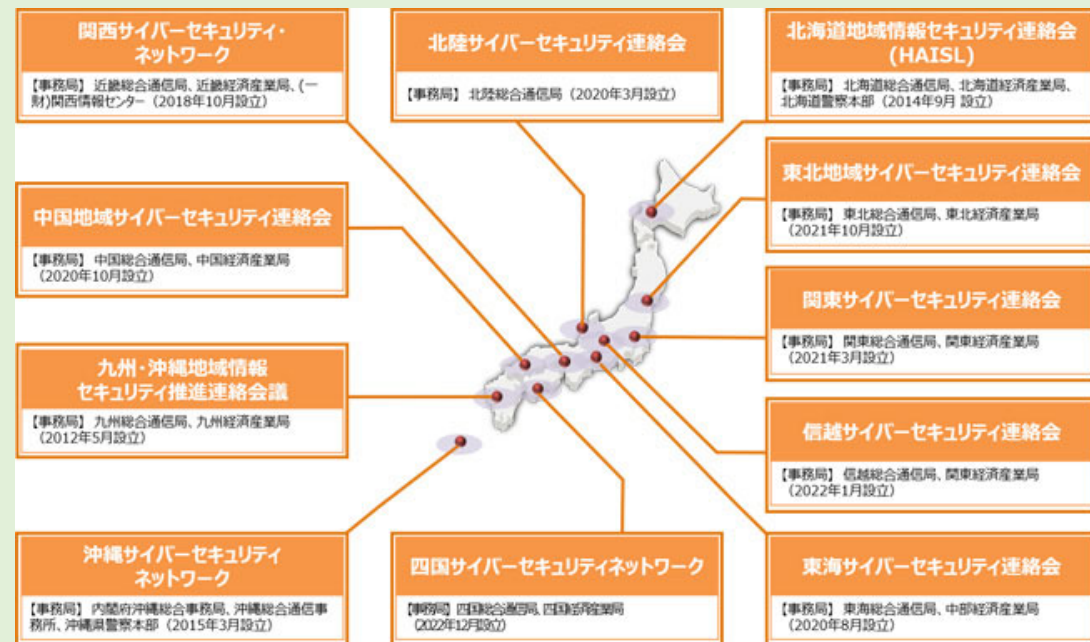 関西サイバーセキュリティ・
ネットワーク
【事務局】近畿総合通信局、近畿経済産業局、(一
財)関西情報センター（2018年10月設立）
北陸サイバーセキュリティ連絡会
【事務局】北陸総合通信局（2020年3月設立）
北海道地域情報セキュリティ連絡会
(HAISL)
【事務局】北海道総合通信局、北海道経済産業局、
北海道警察本部（2014年9月 設立）
中国地域サイバーセキュリティ連絡会
【事務局】中国総合通信局、中国経済産業局
（2020年10月設立）
東北地域サイバーセキュリティ連絡会
【事務局】東北総合通信局、東北経済産業局
（2021年10月設立）
関東サイバーセキュリティ連絡会
【事務局】関東総合通信局、関東経済産業局
（2021年3月設立）
九州・沖縄地域情報
セキュリティ推進連絡会議
【事務局】九州総合通信局、九州経済産業局
（2012年5月設立）
信越サイバーセキュリティ連絡会
【事務局】信越総合通信局、関東経済産業局
（2022年1月設立）
沖縄サイバーセキュリティ
ネットワーク
【事務局】内閣府沖縄総合事務局、沖縄総合通信事
務所、沖縄県警察本部（2015年3月設立）
四国サイバーセキュリティネットワーク
【事務局】四国総合通信局、四国経済産業局
（2022年12月設立）
東海サイバーセキュリティ連絡会
【事務局】東海総合通信局、中部経済産業局
（2020年8月設立）